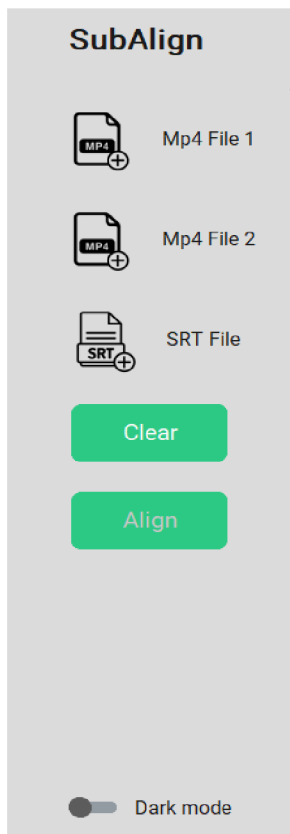 SubAlign
MP4
Mp4 File 1
MP4
Mp4 File 2
SRT
SRT File
Clear
Align
Dark mode